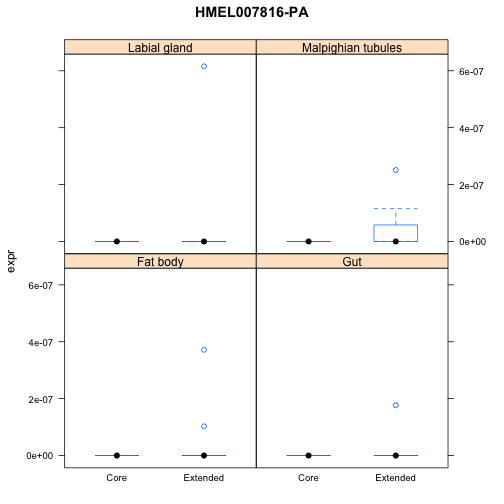 HMEL007816-PA
Labial gland Malpighian tubules
6e-07
4e-07
2e-07
0e+00
expr
Fat body Gut
6e-07
4e-07
2e-07
0e+00
Core Extended Core Extended